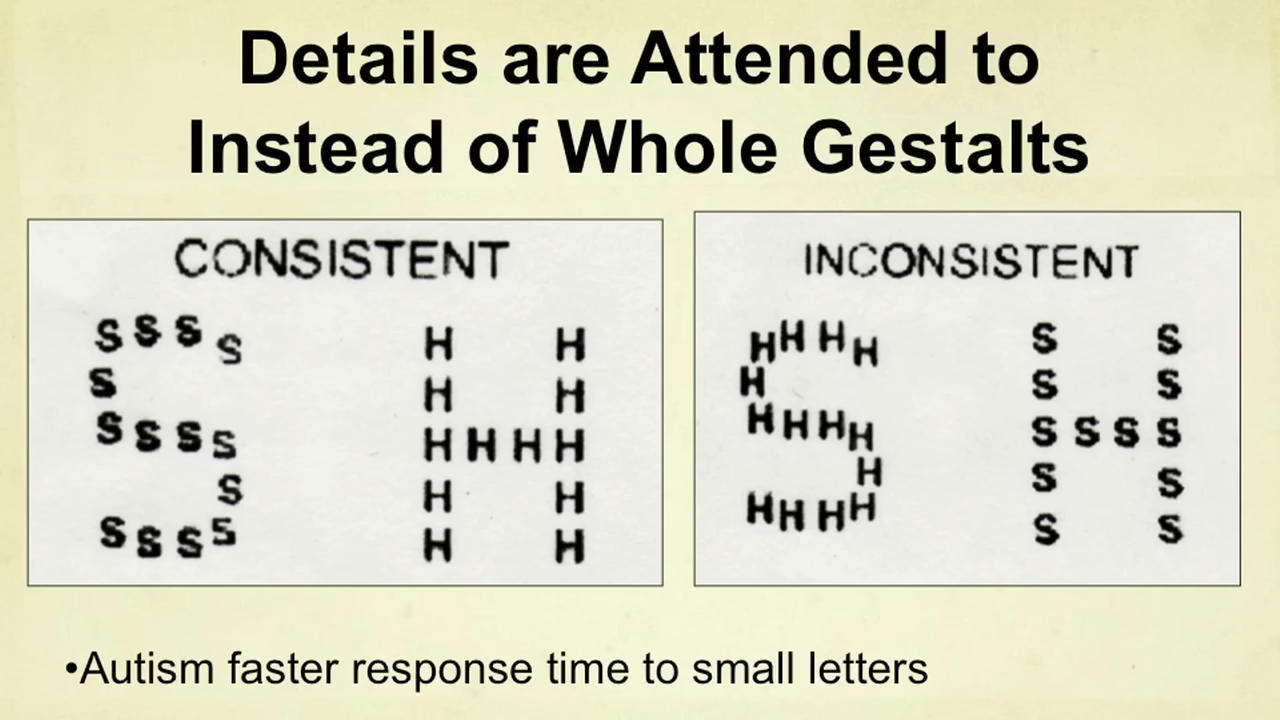 Details are Attended to
Instead of Whole Gestalts
CONSISTENT
S S S S
S
S S S S
S
S S S S
H H
H H
H H H H
H H
H H
INCONSISTENT
H H H H
H
H H H H
H
H H H H
S S
S S
S S S S
S S
S S
•Autism faster response time to small letters